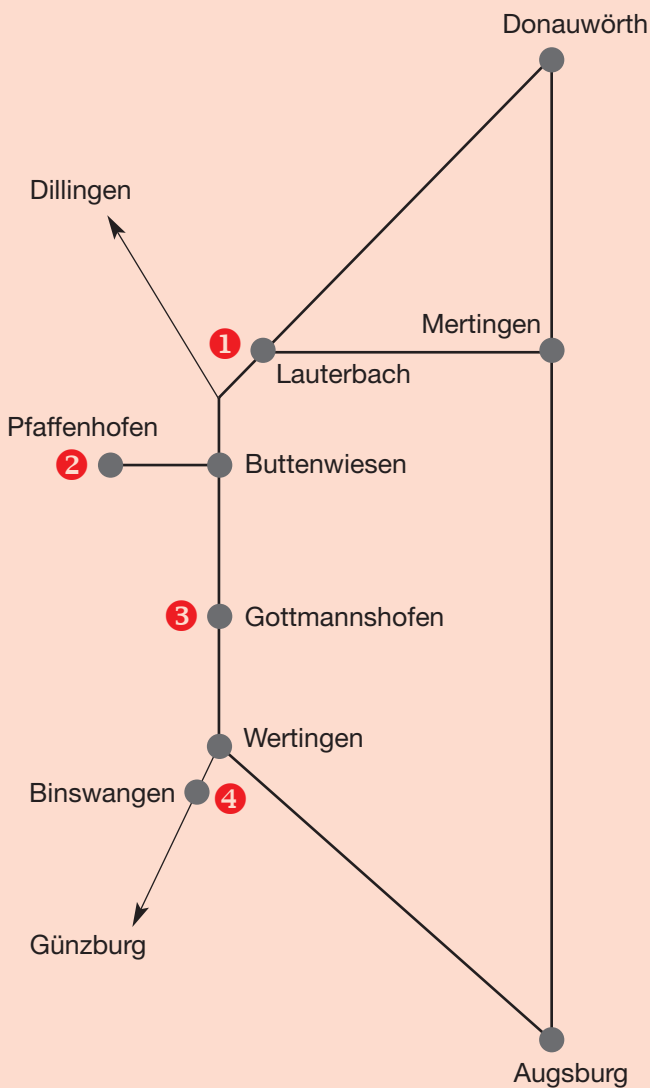 Donauwörth
Dillingen
Mertingen
1
Lauterbach
Pfaffenhofen
2
Buttenwiesen
3
Gottmannshofen
Wertingen
Binswangen
4
Günzburg
Augsburg